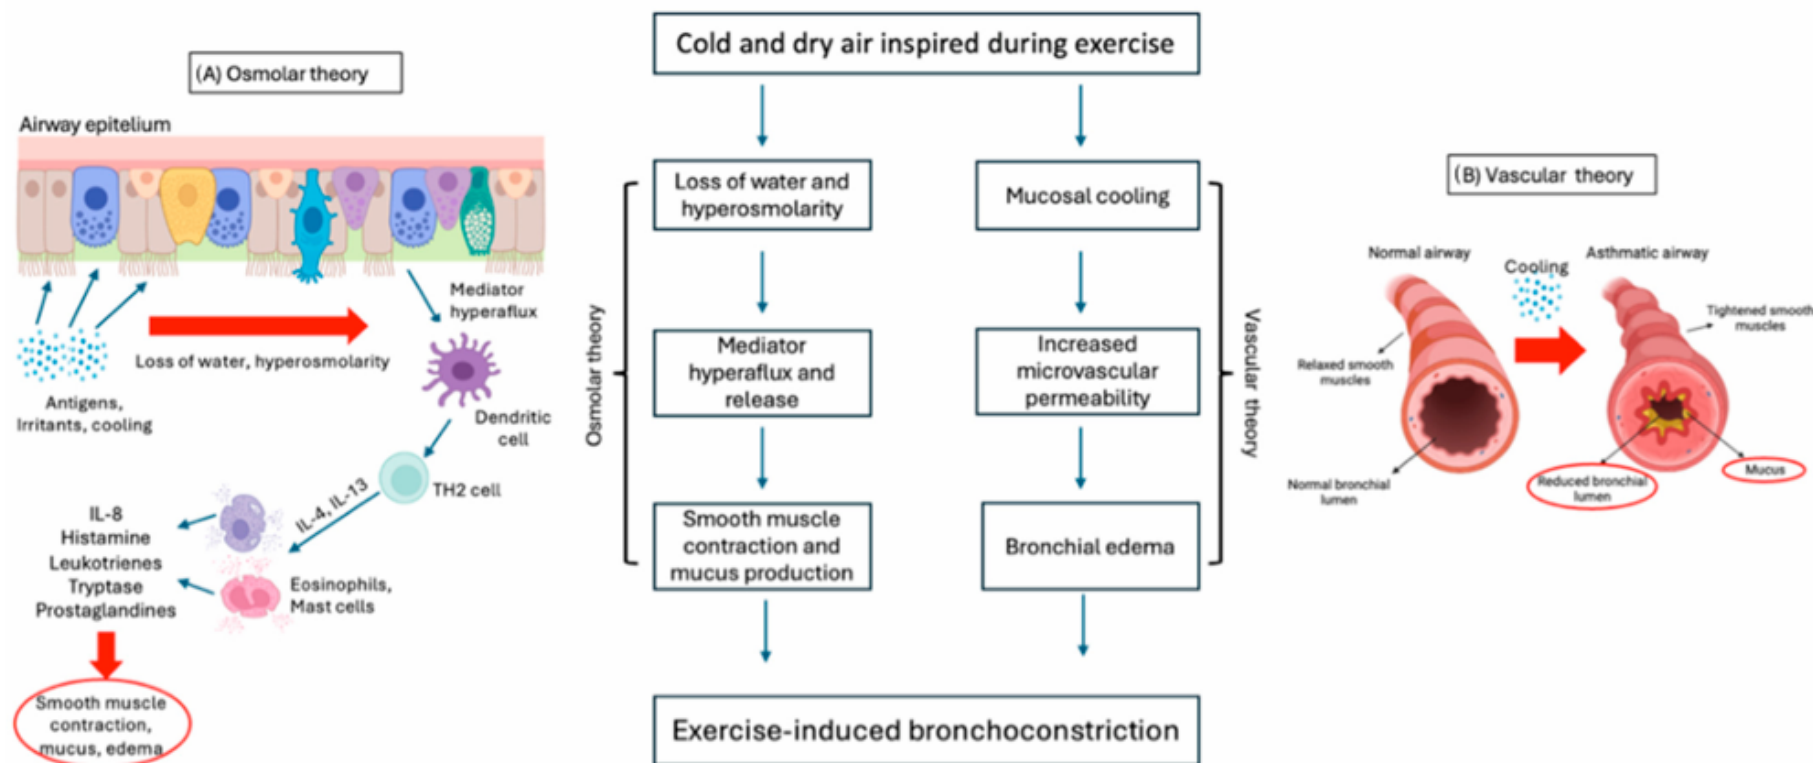 (A) Osmolar theory
Airway epitelium
Mediator
hyperaflux
Loss of water, hyperosmolarity
Antigens,
Irritants, cooling
Dendritic
cell
TH2 cell
IL-4, IL-13
IL-8
Histamine
Leukotrienes
Tryptase
Prostaglandines
Eosinophils,
Mast cells
Smooth muscle
contraction,
mucus, edema
Cold and dry air inspired during exercise
Osmolar theory
Loss of water and
hyperosmolarity
Mediator
hyperaflux and
release
Smooth muscle
contraction and
mucus production
Mucosal cooling
Increased
microvascular
permeability
Bronchial edema
Vascular theory
Exercise-induced bronchoconstriction
(B) Vascular theory
Normal airway
Cooling
Asthmatic airway
Relaxed smooth
muscles
Tightened smooth
muscles
Normal bronchial
lumen
Reduced bronchial
lumen
Mucus